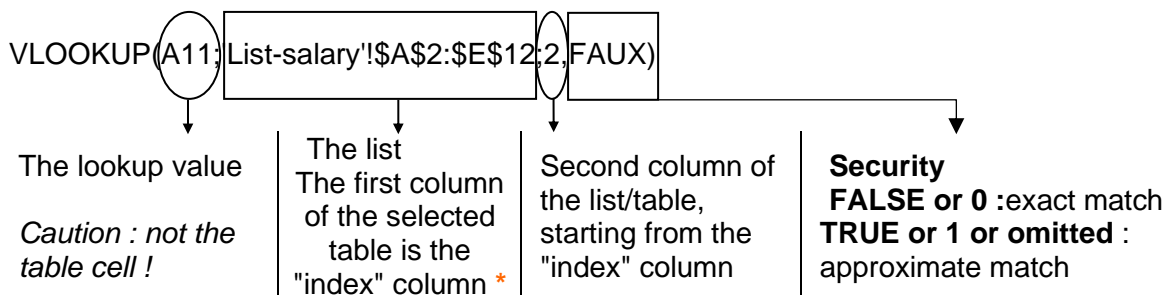 VLOOKUP(A11; List-salary'!$A$2:$E$12;2,FAUX)
The lookup value
Caution : not the
table cell !
The list
The first column
of the selected
table is the
"index" column *
Second column of
the list/table,
starting from the
"index" column
Security
FALSE or 0 :exact match
TRUE or 1 or omitted :
approximate match